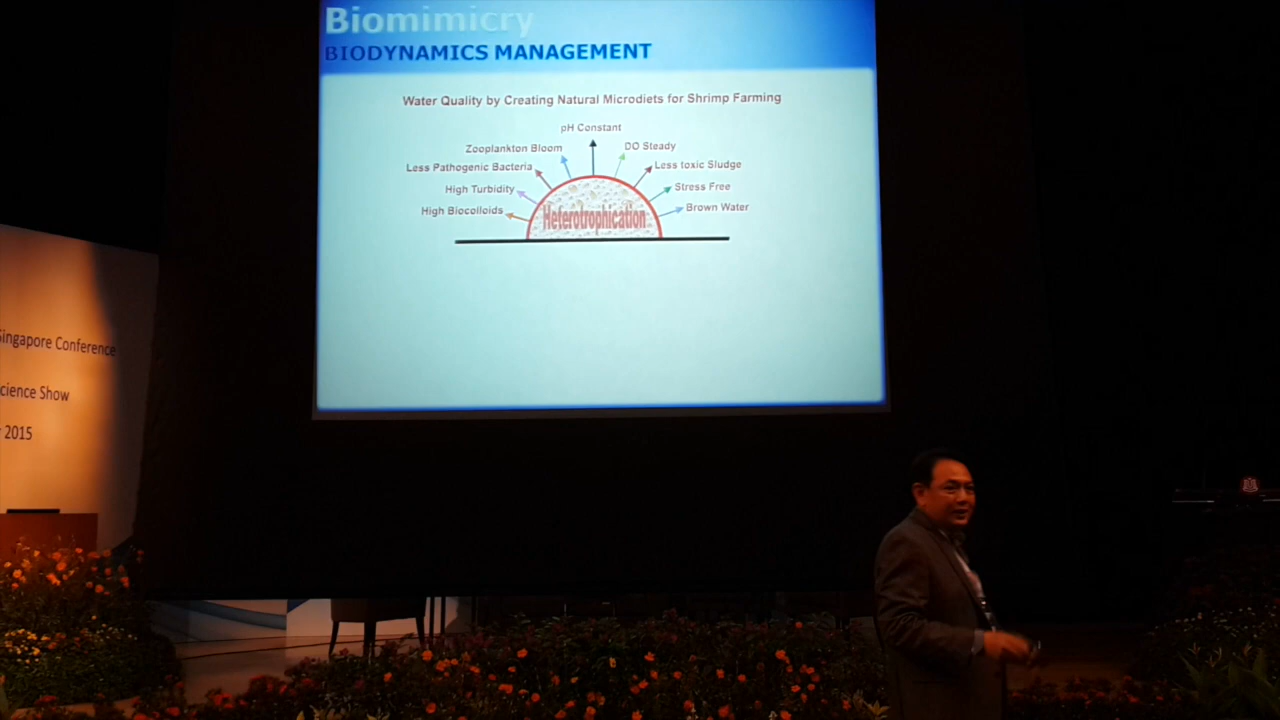 Biomimicry
BIODYNAMICS MANAGEMENT
Water Quality by Creating Natural Microdiets for Shrimp Farming
pH Constant
Zooplankton Bloom
DO Steady
Less Pathogenic Bacteria
Less toxic Sludge
High Turbidity
Stress Free
High Biocolloids
Brown Water
Heterotrophication
Singapore Conference
cience Show
2015